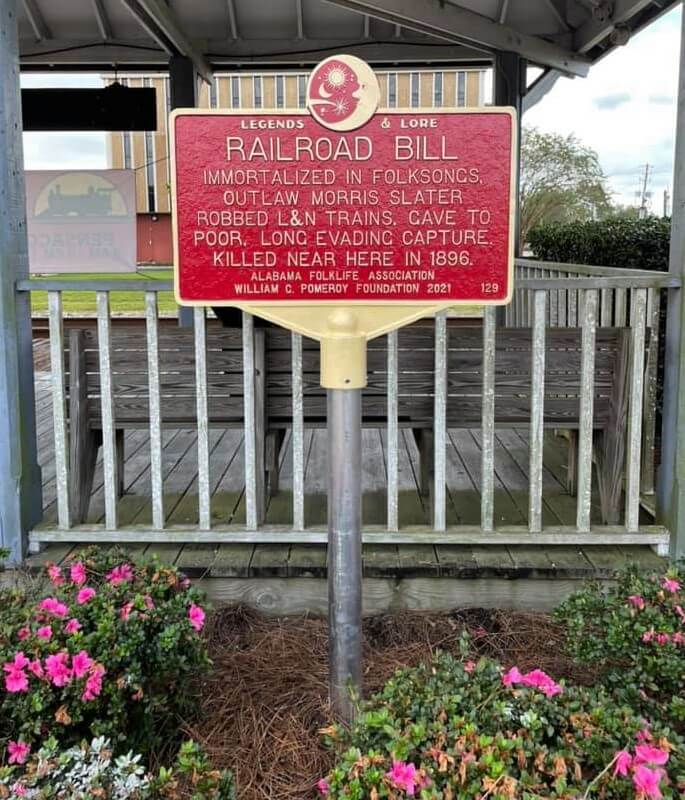 LEGENDS & LORE
RAILROAD BILL
IMMORTALIZED IN FOLKSONGS,
OUTLAW MORRIS SLATER
ROBBED L&N TRAINS, GAVE TO
POOR, LONG EVADING CAPTURE.
KILLED NEAR HERE IN 1896.
ALABAMA FOLKLIFE ASSOCIATION
WILLIAM C. POMEROY FOUNDATION 2021 129